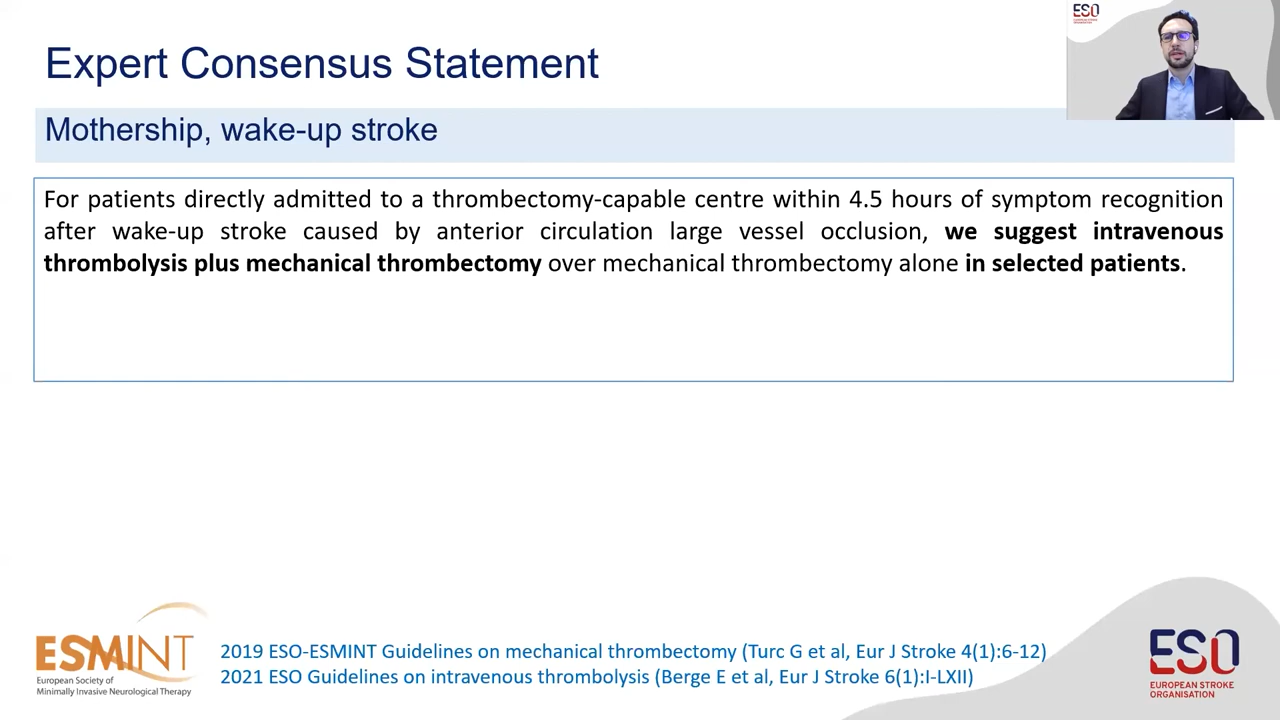 Expert Consensus Statement
ESO
EUROPEAN STROKE
ORGANISATION
Mothership, wake-up stroke
For patients directly admitted to a thrombectomy-capable centre within 4.5 hours of symptom recognition
after wake-up stroke caused by anterior circulation large vessel occlusion, we suggest intravenous
thrombolysis plus mechanical thrombectomy over mechanical thrombectomy alone in selected patients.
ESMINT
European Society of
Minimally Invasive Neurological Therapy
2019 ESO-ESMINT Guidelines on mechanical thrombectomy (Turc G et al, Eur J Stroke 4(1):6-12)
2021 ESO Guidelines on intravenous thrombolysis (Berge E et al, Eur J Stroke 6(1):I-LXII)
ESO
EUROPEAN STROKE
ORGANISATION